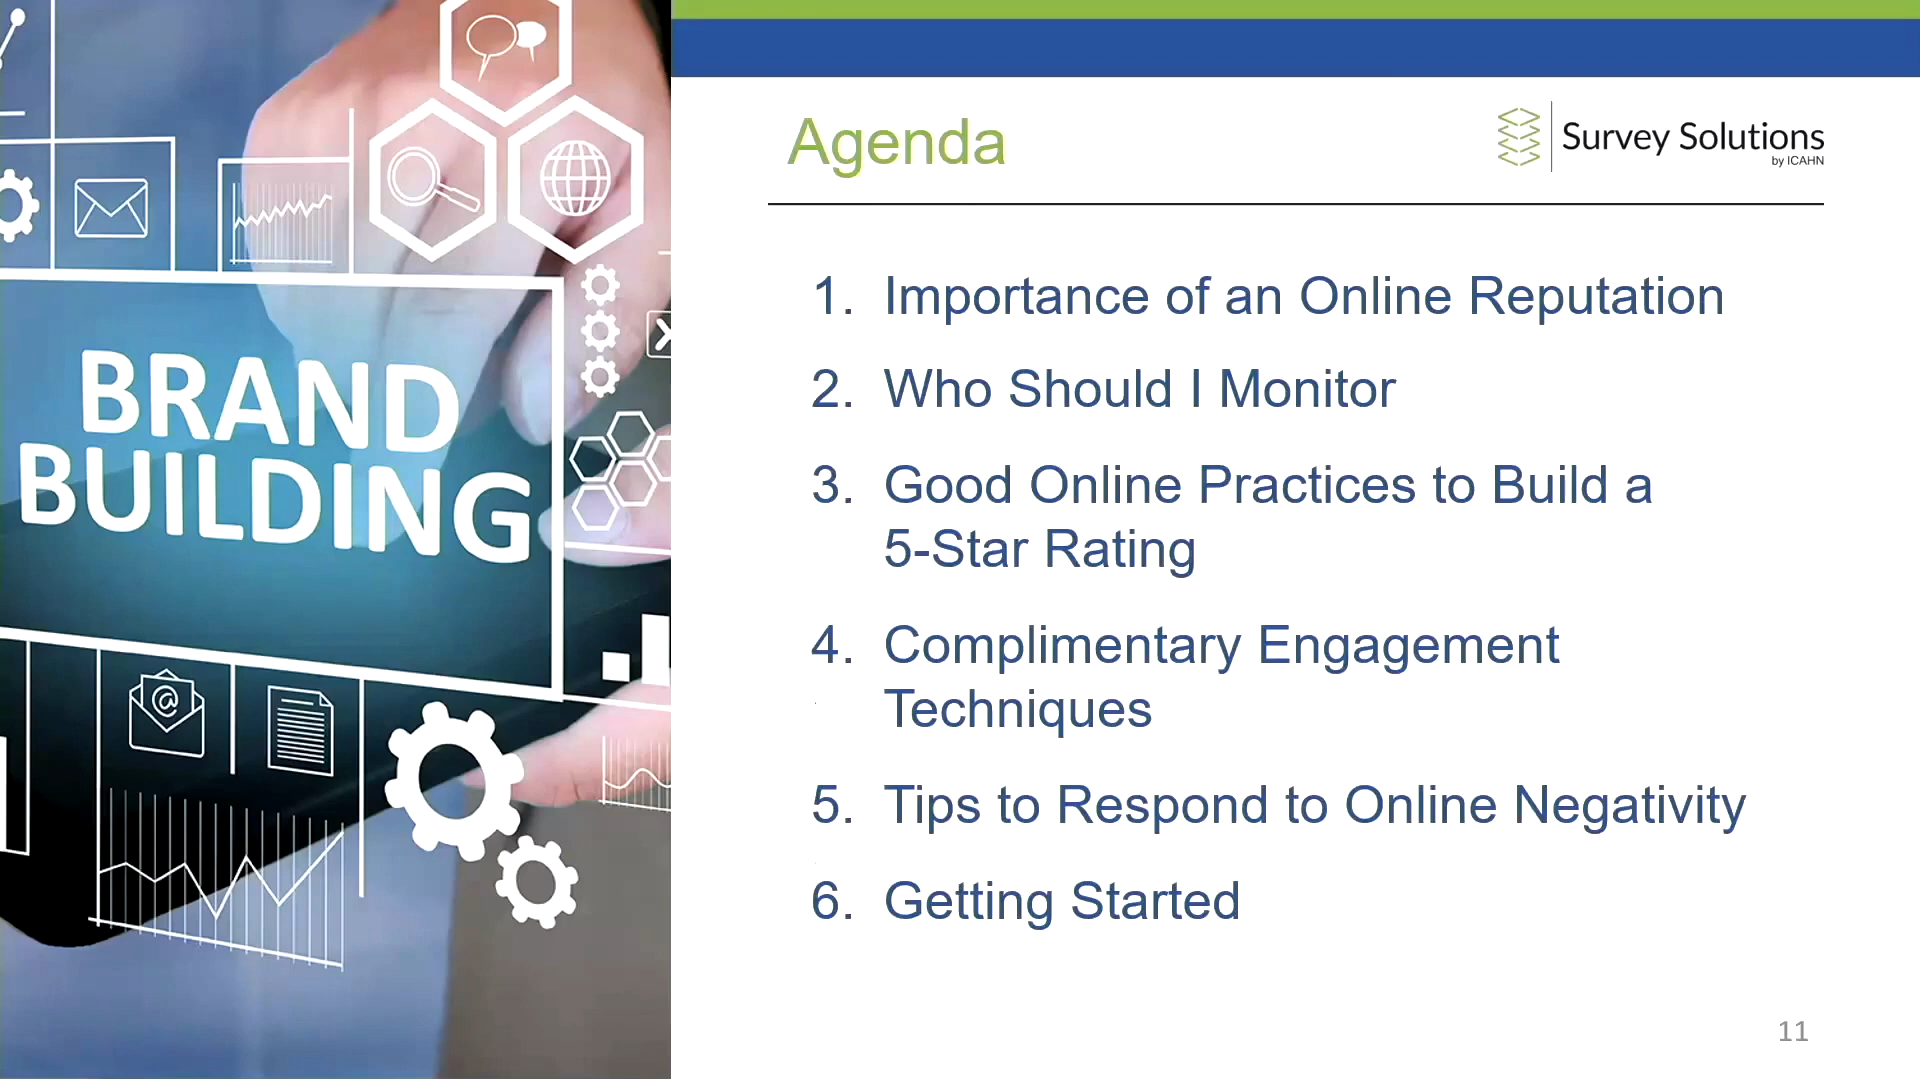 BRAND
BUILDING
@
Agenda
Survey Solutions
by ICAHN
1. Importance of an Online Reputation
2. Who Should I Monitor
3. Good Online Practices to Build a
5-Star Rating
4. Complimentary Engagement
Techniques
5. Tips to Respond to Online Negativity
6. Getting Started
11